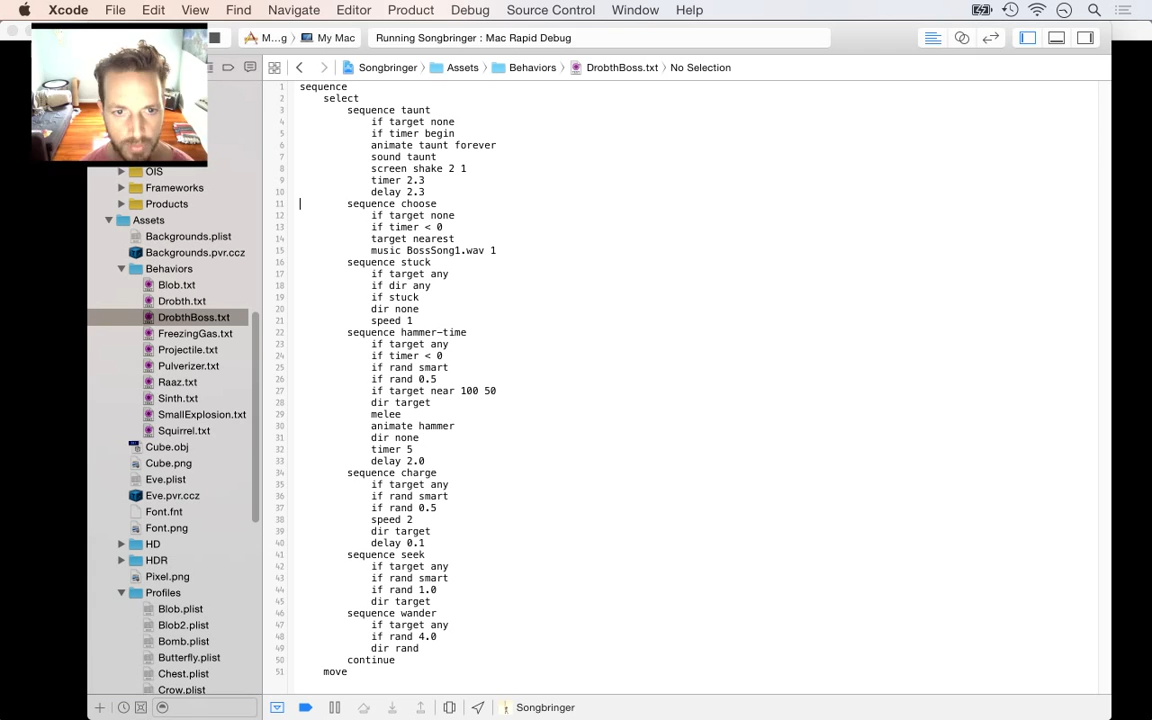 Xcode File Edit View Find Navigate Editor Product Debug Source Control Window Help
M...g My Mac Running Songbringer : Mac Rapid Debug
Songbringer Assets Behaviors DrobthBoss.txt No Selection
OIS
Frameworks
Products
Assets
Backgrounds.plist
Backgrounds.pvr.ccz
Behaviors
Blob.txt
Drobth.txt
DrobthBoss.txt
FreezingGas.txt
Projectile.txt
Pulverizer.txt
Raaz.txt
Sinth.txt
SmallExplosion.txt
Squirrel.txt
Cube.obj
Cube.png
Eve.plist
Eve.pvr.ccz
Font.fnt
Font.png
HD
HDR
Pixel.png
Profiles
Blob.plist
Blob2.plist
Bomb.plist
Butterfly.plist
Chest.plist
Crow.plist
1 sequence
2 select
3 sequence taunt
4 if target none
5 if timer begin
6 animate taunt forever
7 sound taunt
8 screen shake 2 1
9 timer 2.3
10 delay 2.3
11 sequence choose
12 if target none
13 if timer < 0
14 target nearest
15 music BossSong1.wav 1
16 sequence stuck
17 if target any
18 if dir any
19 if stuck
20 dir none
21 speed 1
22 sequence hammer-time
23 if target any
24 if timer < 0
25 if rand smart
26 if rand 0.5
27 if target near 100 50
28 dir target
29 melee
30 animate hammer
31 dir none
32 timer 5
33 delay 2.0
34 sequence charge
35 if target any
36 if rand smart
37 if rand 0.5
38 speed 2
39 dir target
40 delay 0.1
41 sequence seek
42 if target any
43 if rand smart
44 if rand 1.0
45 dir target
46 sequence wander
47 if target any
48 if rand 4.0
49 dir rand
50 continue
51 move
Songbringer